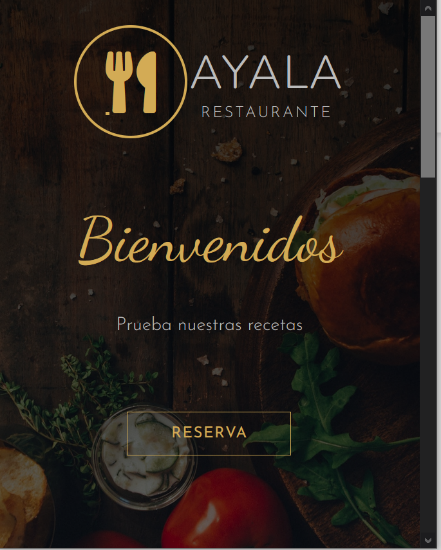 AYALA
RESTAURANTE
Bienvenidos
Prueba nuestras recetas
RESERVA